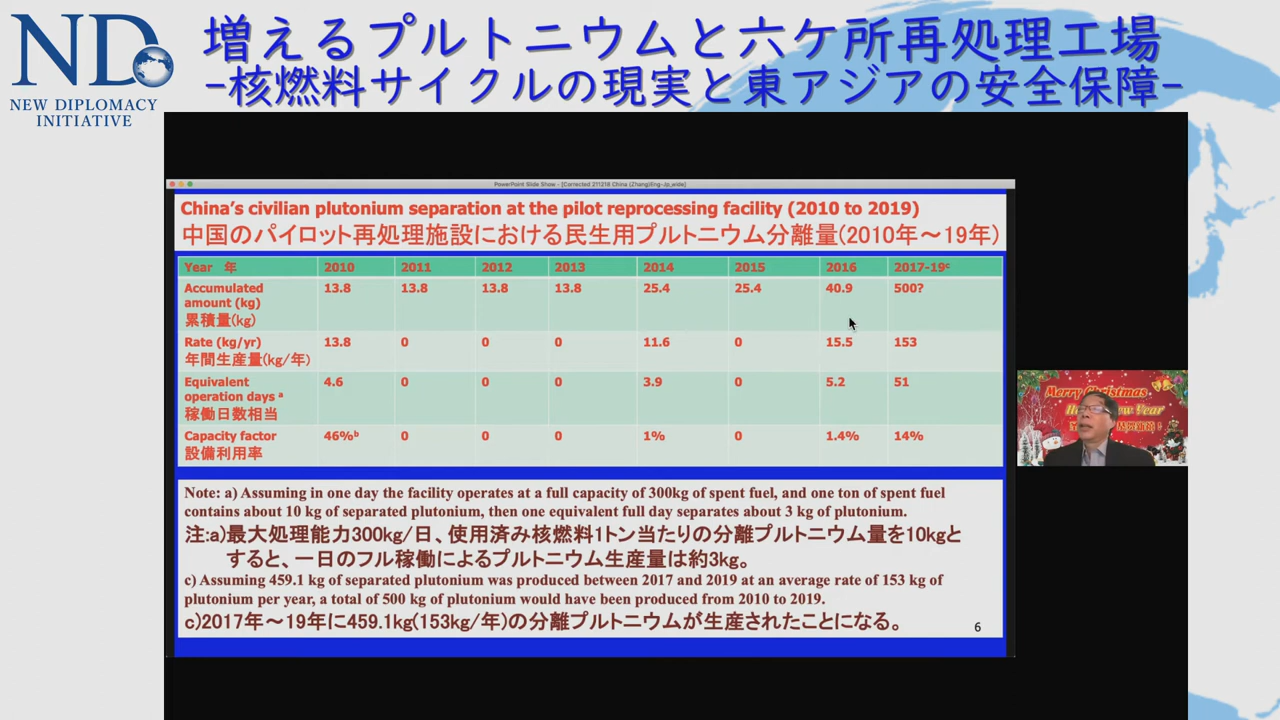 ND
NEW DIPLOMACY
INITIATIVE
増えるプルトニウムと六ケ所再処理工場
-核燃料サイクルの現実と東アジアの安全保障-
PowerPoint Slide Show - [Corrected 211218 China (Zhang)Eng-Jp_wide]
China's civilian plutonium separation at the pilot reprocessing facility (2010 to 2019)
中国のパイロット再処理施設における民生用プルトニウム分離量(2010年～19年)
Year 年 2010 2011 2012 2013 2014 2015 2016 2017-19ᶜ
Accumulated 13.8 13.8 13.8 13.8 25.4 25.4 40.9 500?
amount (kg)
累積量(kg)
Rate (kg/yr) 13.8 0 0 0 11.6 0 15.5 153
年間生産量(kg/年)
Equivalent 4.6 0 0 0 3.9 0 5.2 51
operation days ᵃ
稼働日数相当
Capacity factor 46%ᵇ 0 0 0 1% 0 1.4% 14%
設備利用率
Note: a) Assuming in one day the facility operates at a full capacity of 300kg of spent fuel, and one ton of spent fuel
contains about 10 kg of separated plutonium, then one equivalent full day separates about 3 kg of plutonium.
注:a)最大処理能力300kg/日、使用済み核燃料1トン当たりの分離プルトニウム量を10kgと
すると、一日のフル稼働によるプルトニウム生産量は約3kg。
c) Assuming 459.1 kg of separated plutonium was produced between 2017 and 2019 at an average rate of 153 kg of
plutonium per year, a total of 500 kg of plutonium would have been produced from 2010 to 2019.
c)2017年～19年に459.1kg(153kg/年)の分離プルトニウムが生産されたことになる。
6
Merry Christmas
New Year